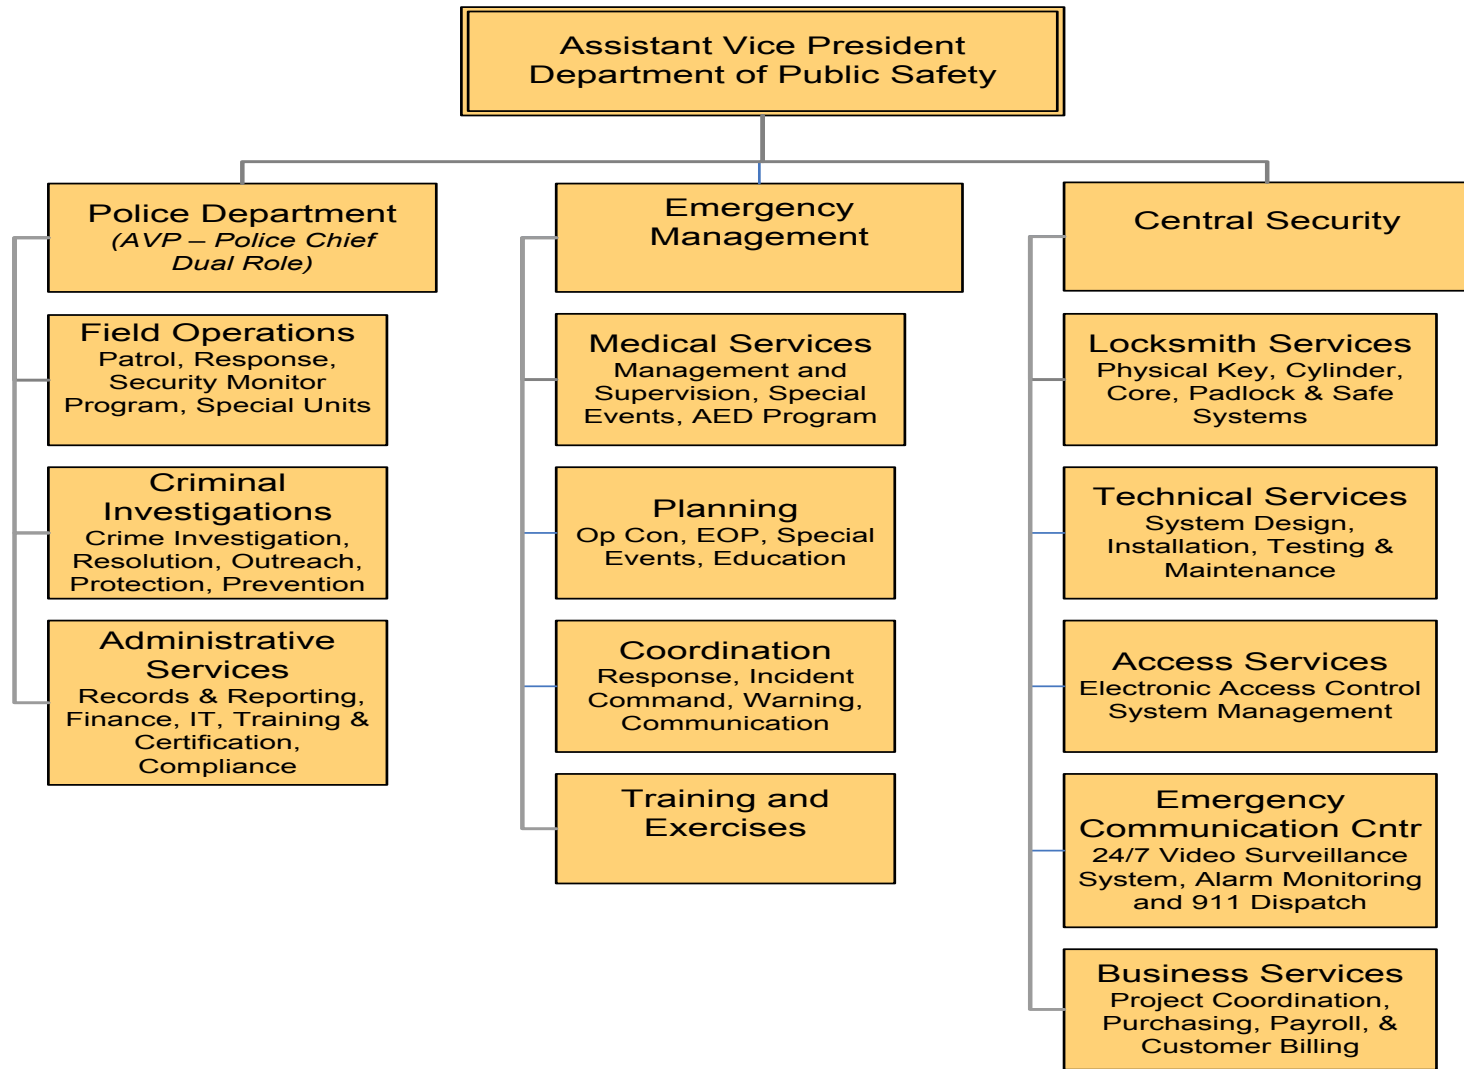 Assistant Vice President
Department of Public Safety
Police Department
(AVP – Police Chief
Dual Role)
Field Operations
Patrol, Response,
Security Monitor
Program, Special Units
Criminal
Investigations
Crime Investigation,
Resolution, Outreach,
Protection, Prevention
Administrative
Services
Records & Reporting,
Finance, IT, Training &
Certification,
Compliance
Emergency
Management
Medical Services
Management and
Supervision, Special
Events, AED Program
Planning
Op Con, EOP, Special
Events, Education
Coordination
Response, Incident
Command, Warning,
Communication
Training and
Exercises
Central Security
Locksmith Services
Physical Key, Cylinder,
Core, Padlock & Safe
Systems
Technical Services
System Design,
Installation, Testing &
Maintenance
Access Services
Electronic Access Control
System Management
Emergency
Communication Cntr
24/7 Video Surveillance
System, Alarm Monitoring
and 911 Dispatch
Business Services
Project Coordination,
Purchasing, Payroll, &
Customer Billing